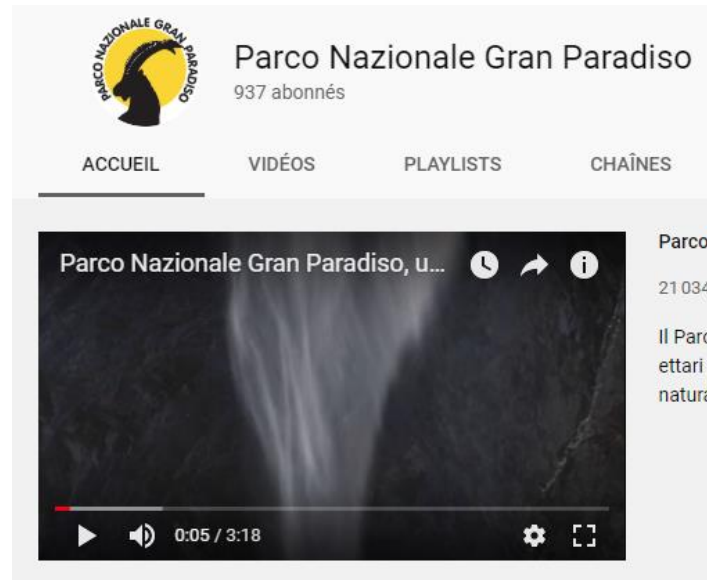 PARCO NAZIONALE GRAN PARADISO
Parco Nazionale Gran Paradiso
937 abonnés
ACCUEIL VIDÉOS PLAYLISTS CHAÎNES
Parco Nazionale Gran Paradiso, u...
0:05 / 3:18
Parco
21 034
Il Parc
ettari
natura